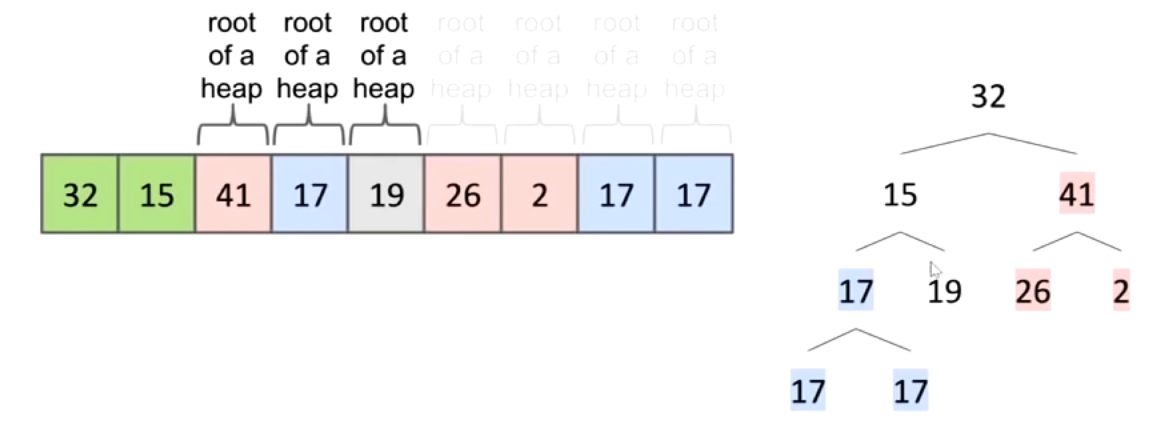 root root root root root root root
of a of a of a of a of a of a of a
heap heap heap heap heap heap heap
32 15 41 17 19 26 2 17 17
32
15 41
17 19 26 2
17 17